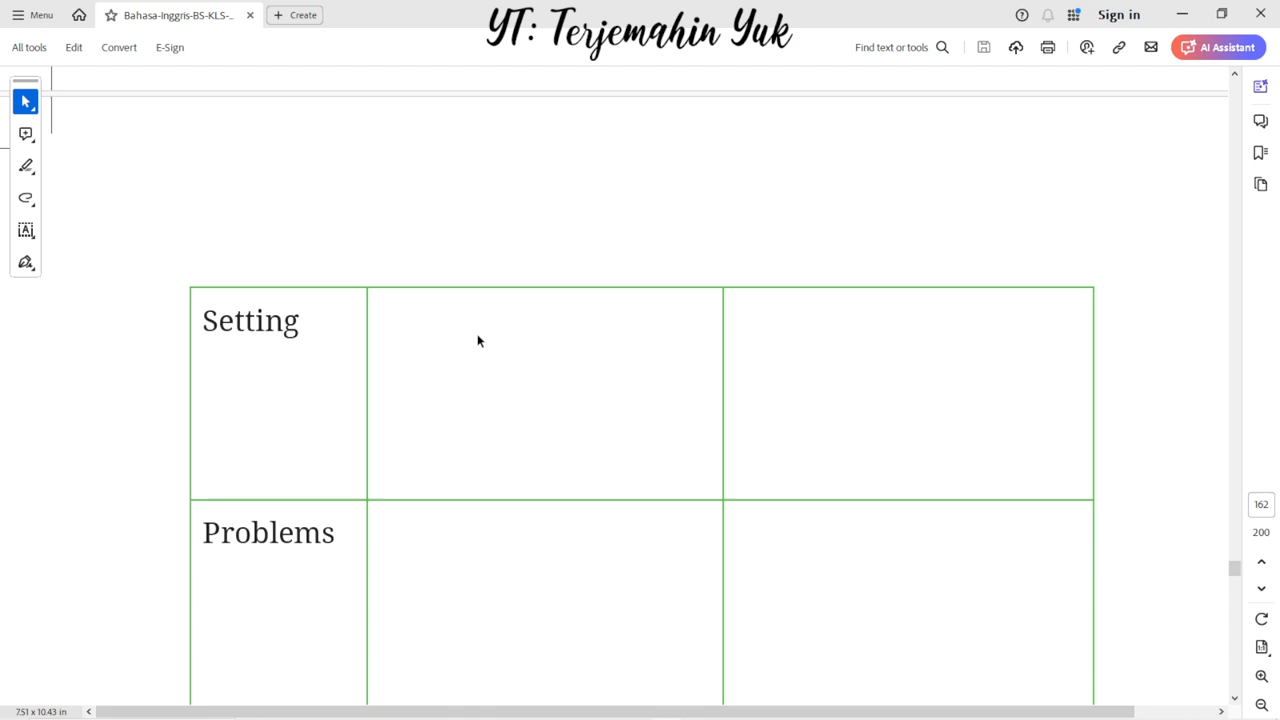 Menu
Bahasa-Inggris-BS-KLS-...
Create
YT: Terjemahin Yuk
Sign in
All tools
Edit
Convert
E-Sign
Find text or tools
AI Assistant
Setting
Problems
162
200
7.51 x 10.43 in